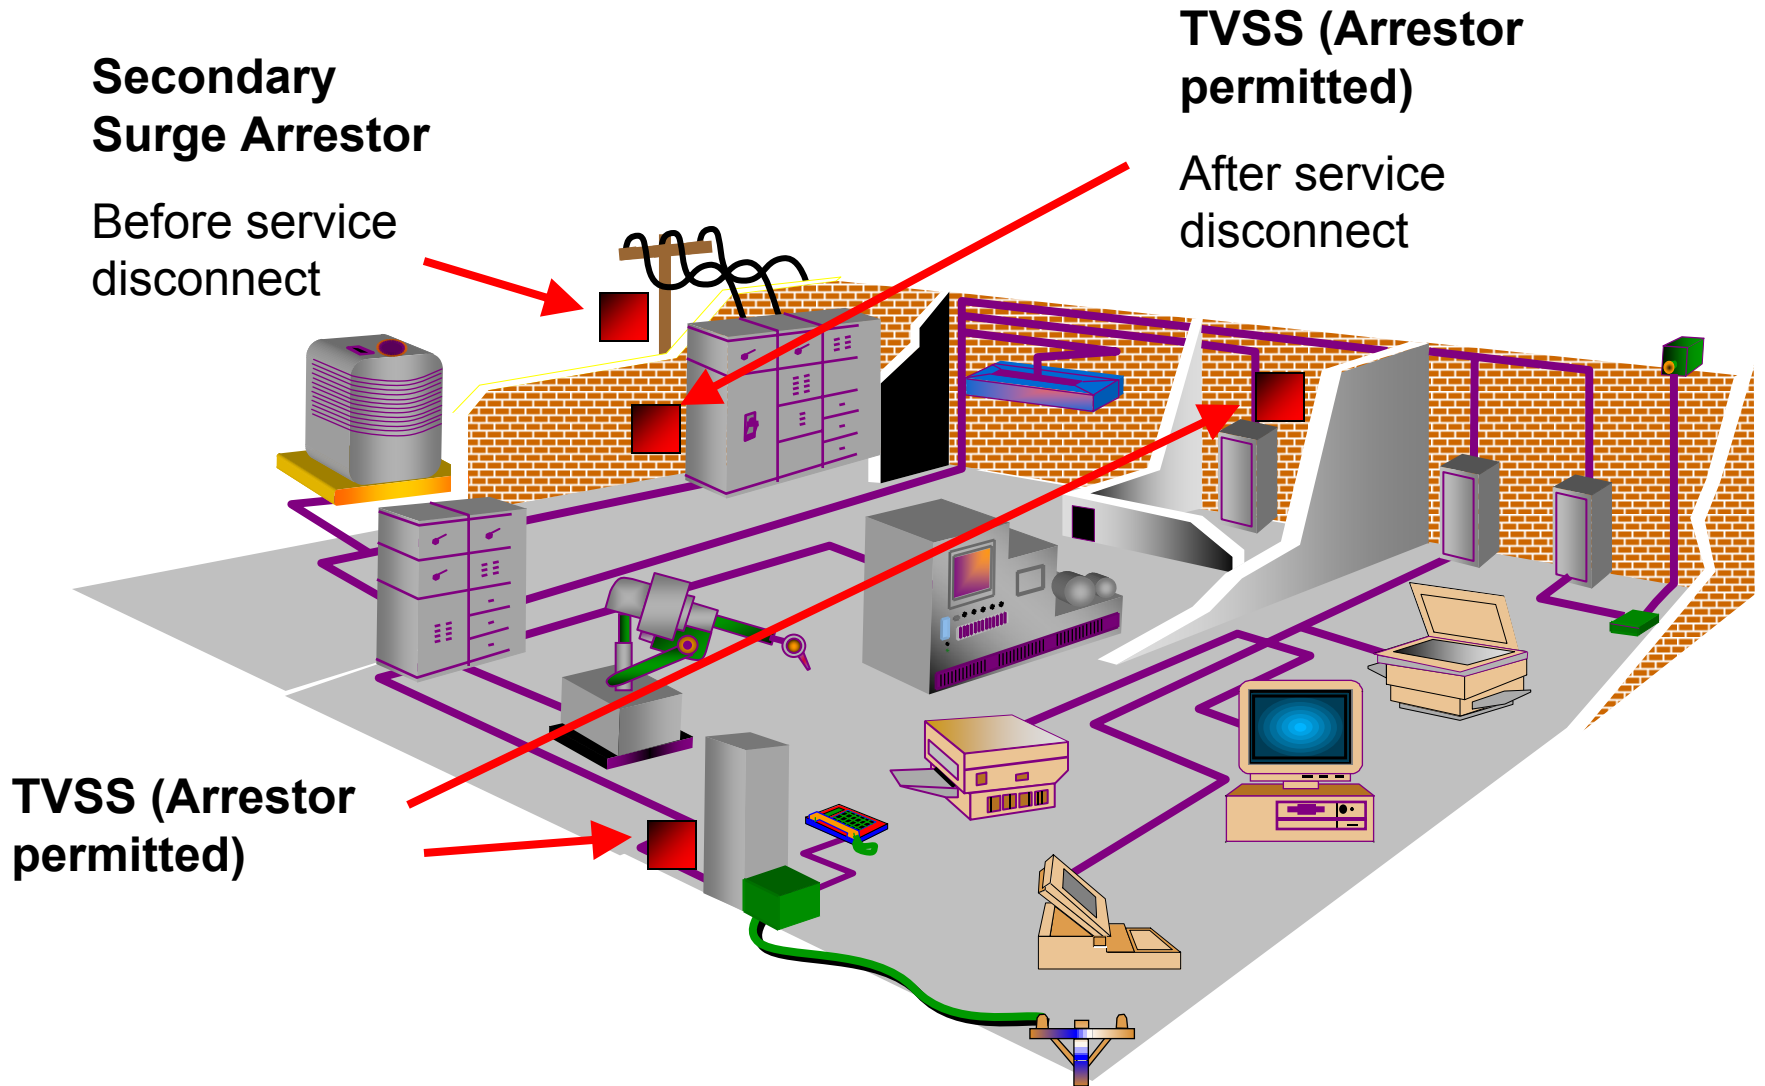 Secondary
Surge Arrestor
Before service
disconnect
TVSS (Arrestor
permitted)
After service
disconnect
TVSS (Arrestor
permitted)